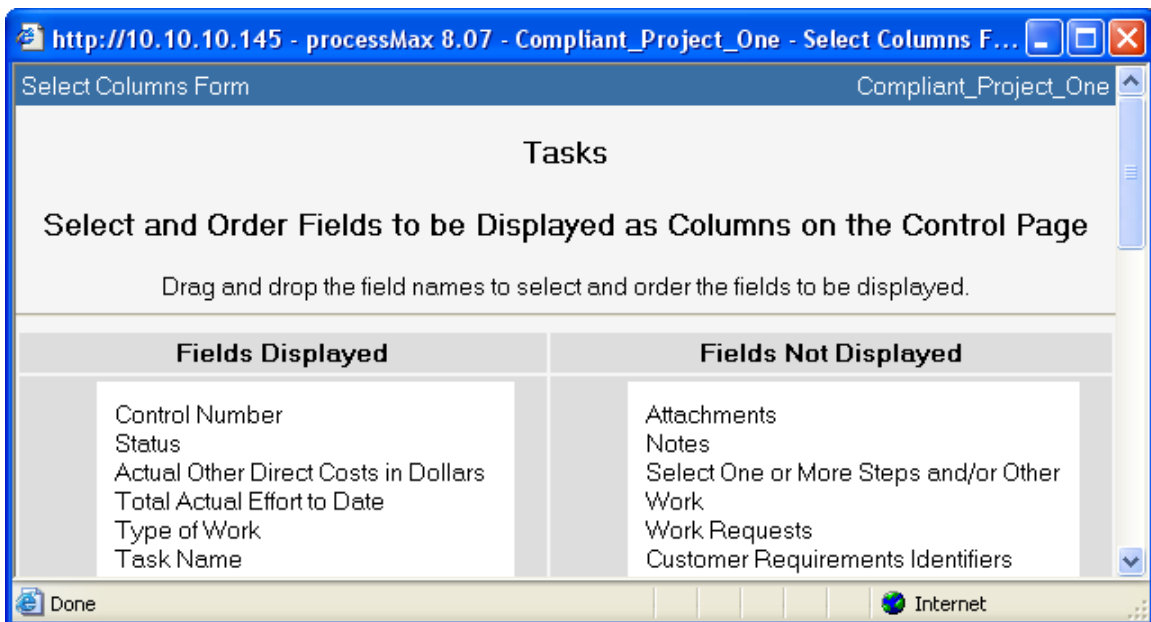 http://10.10.10.145 - processMax 8.07 - Compliant_Project_One - Select Columns F...
Select Columns Form
Compliant_Project_One
Tasks
Select and Order Fields to be Displayed as Columns on the Control Page
Drag and drop the field names to select and order the fields to be displayed.
Fields Displayed
Control Number
Status
Actual Other Direct Costs in Dollars
Total Actual Effort to Date
Type of Work
Task Name
Fields Not Displayed
Attachments
Notes
Select One or More Steps and/or Other
Work
Work Requests
Customer Requirements Identifiers
Done
Internet